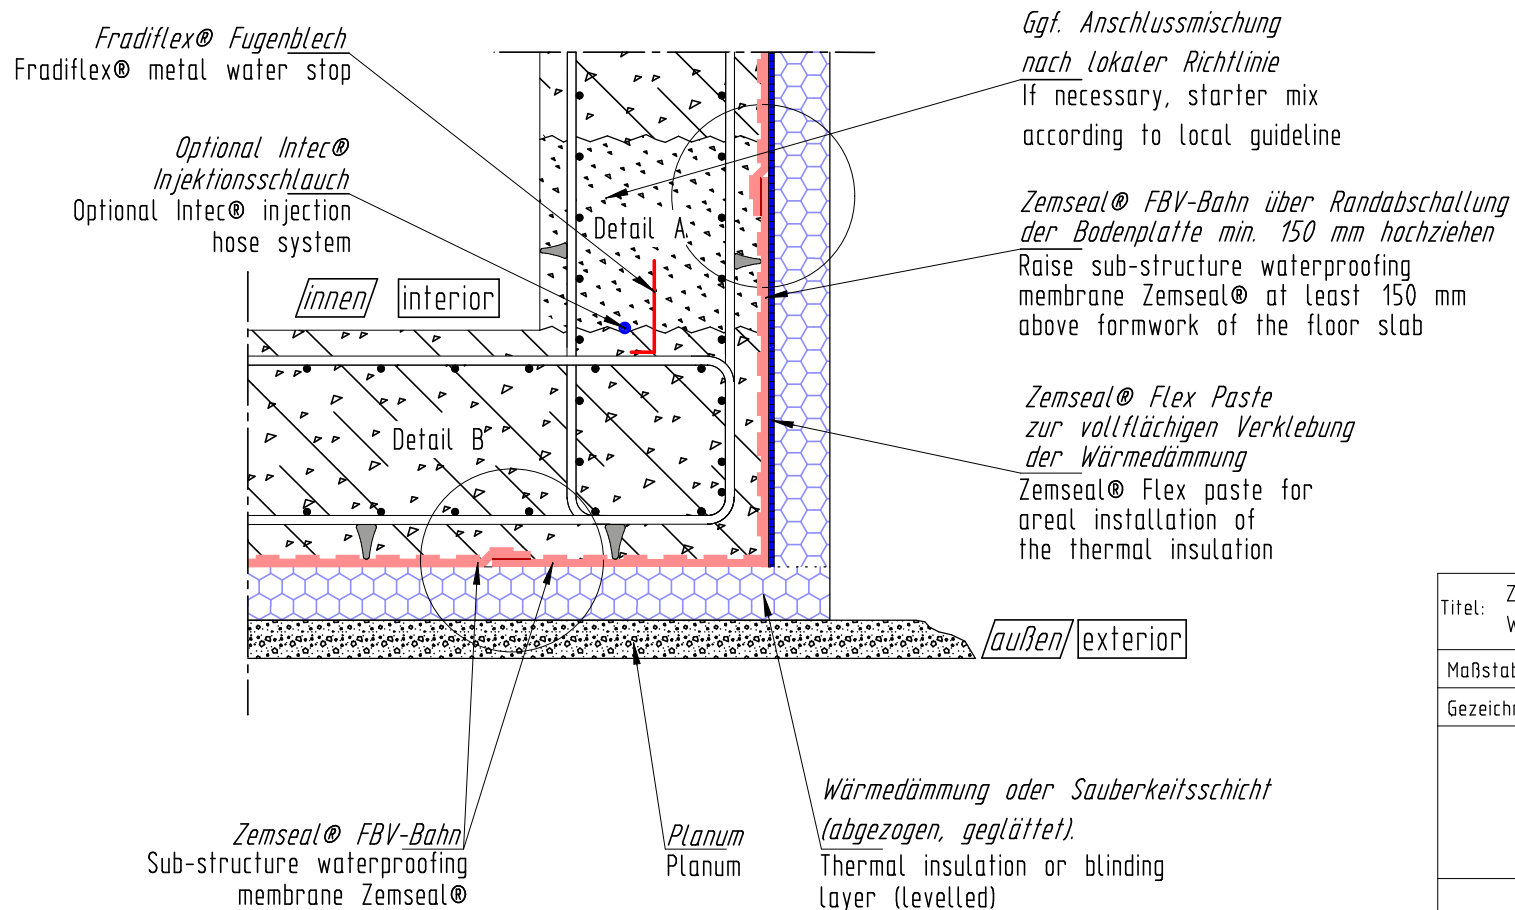 Fradiflex® Fugenblech
Fradiflex® metal water stop
Optional Intec®
Injektionsschlauch
Optional Intec® injection
hose system
innen interior
Detail A
Detail B
Ggf. Anschlussmischung
nach lokaler Richtlinie
If necessary, starter mix
according to local guideline
Zemseal® FBV-Bahn über Randabschallung
der Bodenplatte min. 150 mm hochziehen
Raise sub-structure waterproofing
membrane Zemseal® at least 150 mm
above formwork of the floor slab
Zemseal® Flex Paste
zur vollflächigen Verklebung
der Wärmedämmung
Zemseal® Flex paste for
areal installation of
the thermal insulation
außen exterior
Zemseal® FBV-Bahn
Sub-structure waterproofing
membrane Zemseal®
Planum
Planum
Wärmedämmung oder Sauberkeitsschicht
(abgezogen, geglättet).
Thermal insulation or blinding
layer (levelled)
Titel: